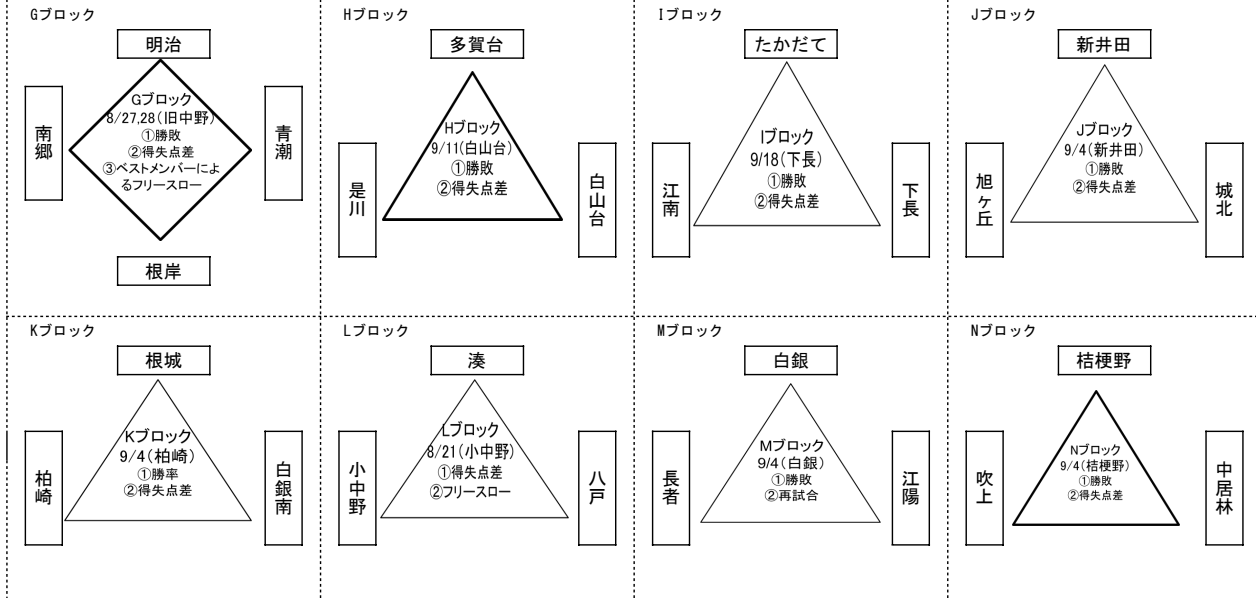 Gブロック
明治
南郷
Gブロック
8/27,28(旧中野)
①勝敗
②得失点差
③ベストメンバーによ
るフリースロー
青潮
根岸
Hブロック
多賀台
Hブロック
9/11(白山台)
①勝敗
②得失点差
是川
白山台
Iブロック
たかだて
Iブロック
9/18(下長)
①勝敗
②得失点差
江南
下長
Jブロック
新井田
Jブロック
9/4(新井田)
①勝敗
②得失点差
旭ヶ丘
城北
Kブロック
根城
Kブロック
9/4(柏崎)
①勝率
②得失点差
柏崎
白銀南
Lブロック
湊
Lブロック
8/21(小中野)
①得失点差
②フリースロー
小中野
八戸
Mブロック
白銀
Mブロック
9/4(白銀)
①勝敗
②再試合
長者
江陽
Nブロック
桔梗野
Nブロック
9/4(桔梗野)
①勝敗
②得失点差
吹上
中居林